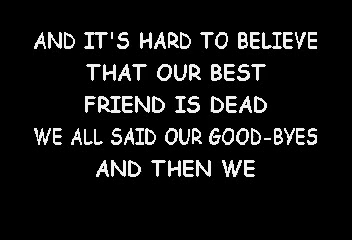 AND IT'S HARD TO BELIEVE
THAT OUR BEST
FRIEND IS DEAD
WE ALL SAID OUR GOOD-BYES
AND THEN WE